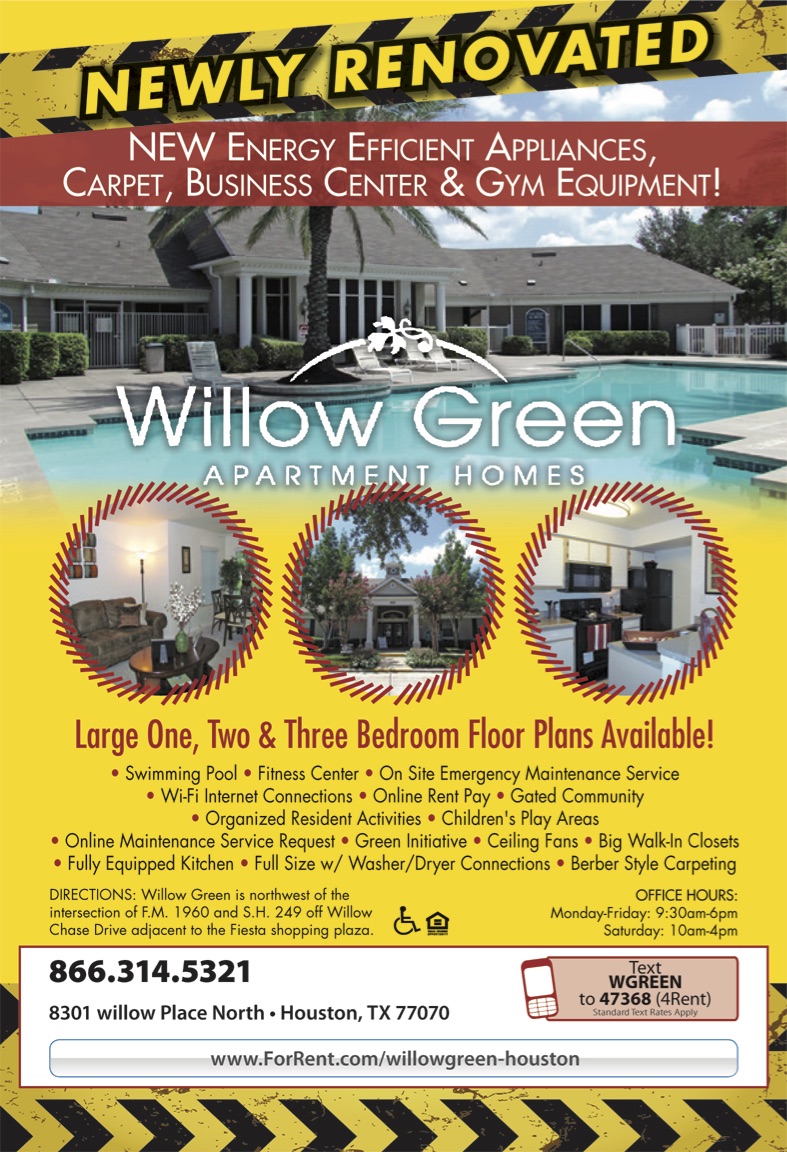 NEWLY RENOVATED
NEW ENERGY EFFICIENT APPLIANCES,
CARPET, BUSINESS CENTER & GYM EQUIPMENT!
Willow Green
APARTMENT HOMES
Large One, Two & Three Bedroom Floor Plans Available!
• Swimming Pool • Fitness Center • On Site Emergency Maintenance Service
• Wi-Fi Internet Connections • Online Rent Pay • Gated Community
• Organized Resident Activities • Children's Play Areas
• Online Maintenance Service Request • Green Initiative • Ceiling Fans • Big Walk-In Closets
• Fully Equipped Kitchen • Full Size w/ Washer/Dryer Connections • Berber Style Carpeting
DIRECTIONS: Willow Green is northwest of the
intersection of F.M. 1960 and S.H. 249 off Willow
Chase Drive adjacent to the Fiesta shopping plaza.
OFFICE HOURS:
Monday-Friday: 9:30am-6pm
Saturday: 10am-4pm
866.314.5321
8301 willow Place North • Houston, TX 77070
Text
WGREEN
to 47368 (4Rent)
Standard Text Rates Apply
www.ForRent.com/willowgreen-houston